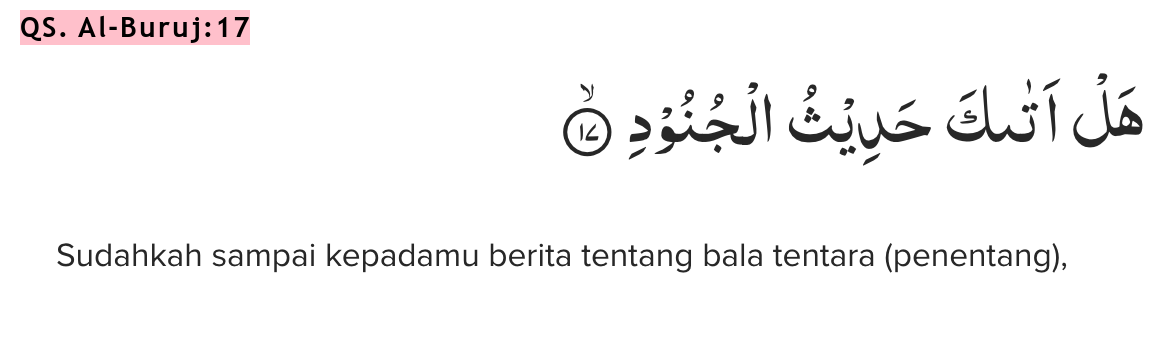 QS. Al-Buruj:17
هَلْ اَتٰىكَ حَدِيْثُ الْجُنُوْدِ ۙ ١٧
Sudahkah sampai kepadamu berita tentang bala tentara (penentang),